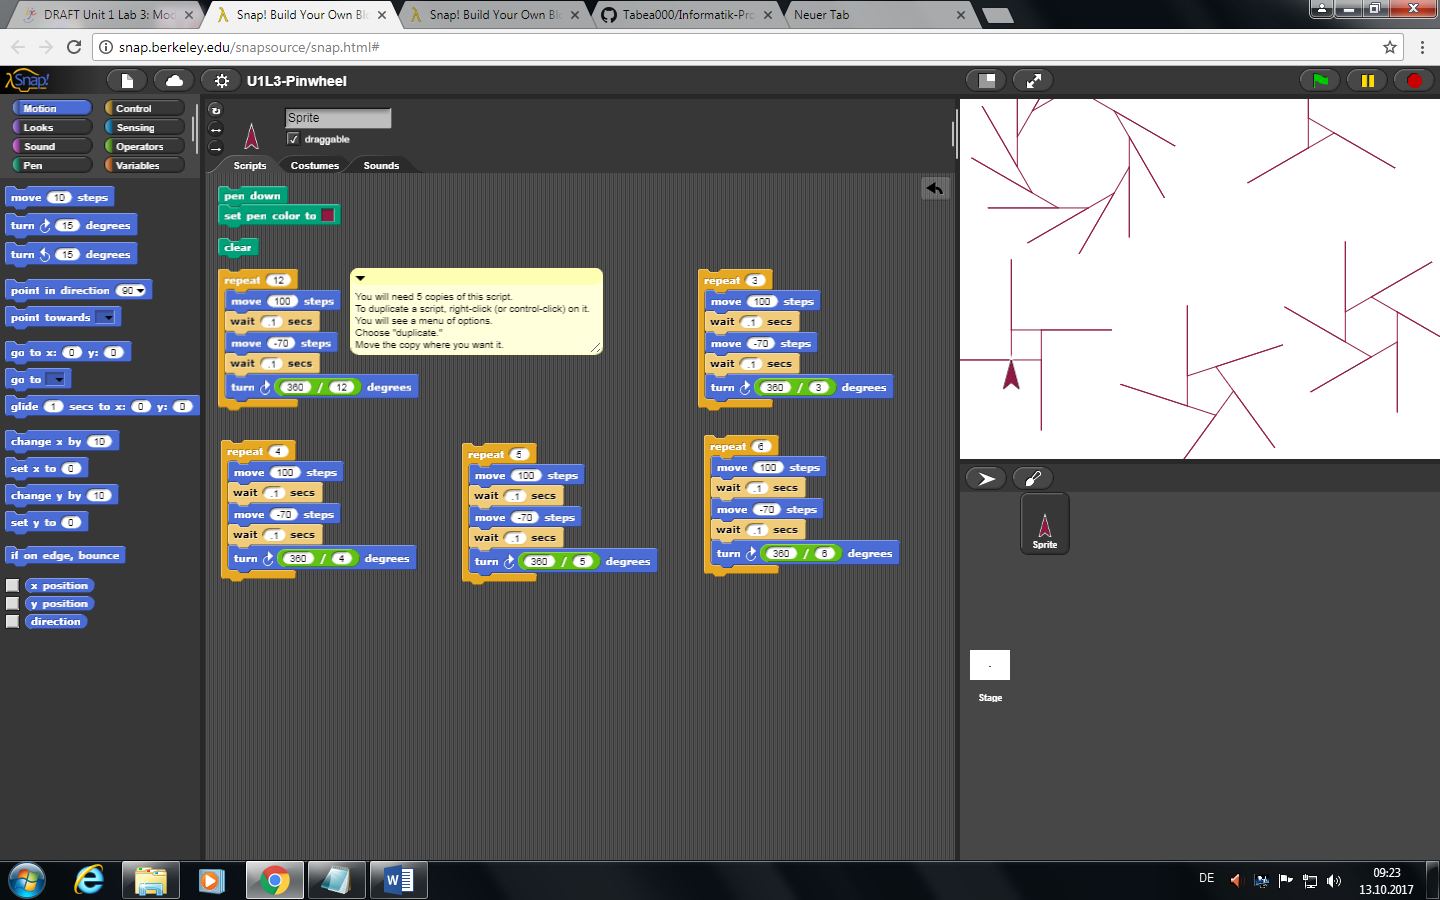 DRAFT Unit 1 Lab 3: Mod
Snap! Build Your Own Blo
Snap! Build Your Own Blo
Tabea000/Informatik-Pro
Neuer Tab
snap.berkeley.edu/snapsource/snap.html#
Snap!
U1L3-Pinwheel
Motion
Control
Looks
Sensing
Sound
Operators
Pen
Variables
move 10 steps
turn 15 degrees
turn 15 degrees
point in direction 90
point towards
go to x: 0 y: 0
go to
glide 1 secs to x: 0 y: 0
change x by 10
set x to 0
change y by 10
set y to 0
if on edge, bounce
x position
y position
direction
Sprite
draggable
Scripts
Costumes
Sounds
pen down
set pen color to
clear
repeat 12
move 100 steps
wait .1 secs
move -70 steps
wait .1 secs
turn 360 / 12 degrees
You will need 5 copies of this script.
To duplicate a script, right-click (or control-click) on it.
You will see a menu of options.
Choose "duplicate."
Move the copy where you want it.
repeat 3
move 100 steps
wait .1 secs
move -70 steps
wait .1 secs
turn 360 / 3 degrees
repeat 4
move 100 steps
wait .1 secs
move -70 steps
wait .1 secs
turn 360 / 4 degrees
repeat 5
move 100 steps
wait .1 secs
move -70 steps
wait .1 secs
turn 360 / 5 degrees
repeat 6
move 100 steps
wait .1 secs
move -70 steps
wait .1 secs
turn 360 / 6 degrees
Sprite
Stage
DE
09:23
13.10.2017